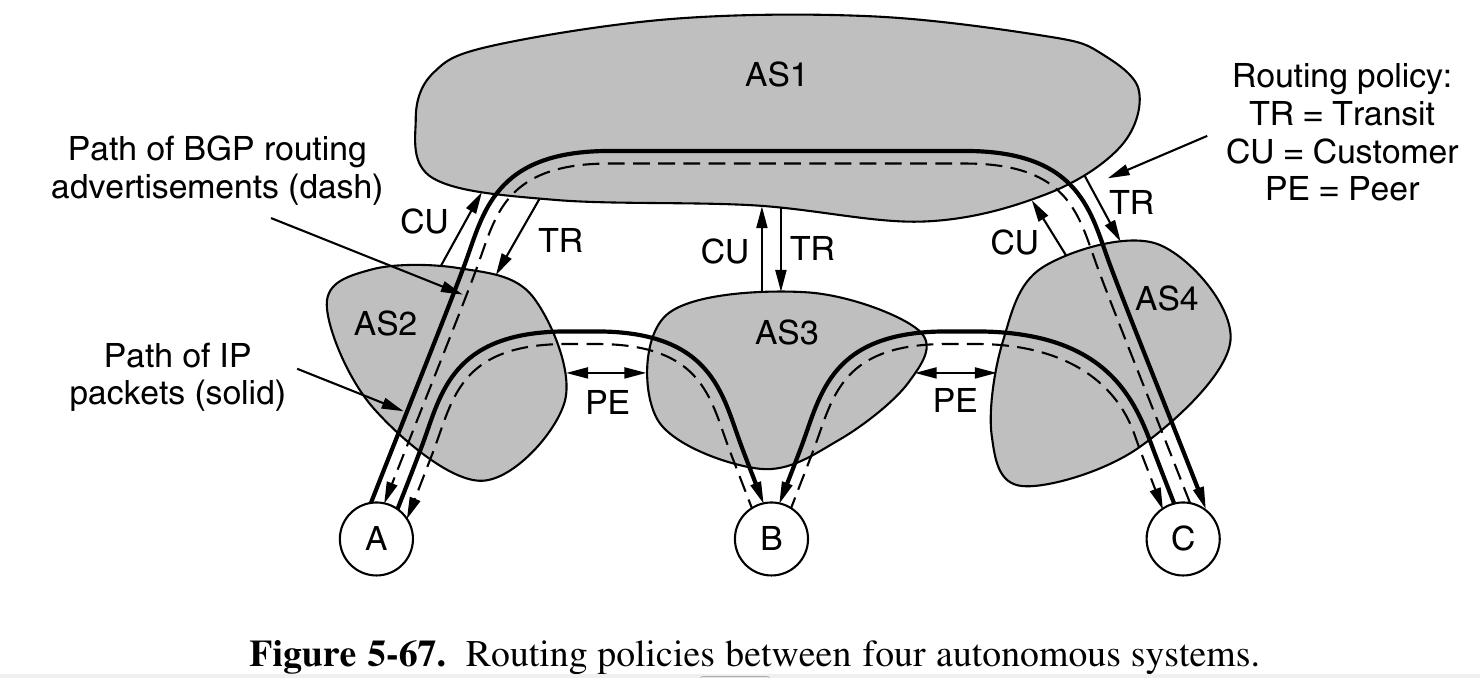 AS1
Routing policy:
TR = Transit
CU = Customer
PE = Peer
Path of BGP routing
advertisements (dash)
CU
TR
CU
TR
CU
TR
AS2
AS3
AS4
Path of IP
packets (solid)
PE
PE
A
B
C
Figure 5-67. Routing policies between four autonomous systems.